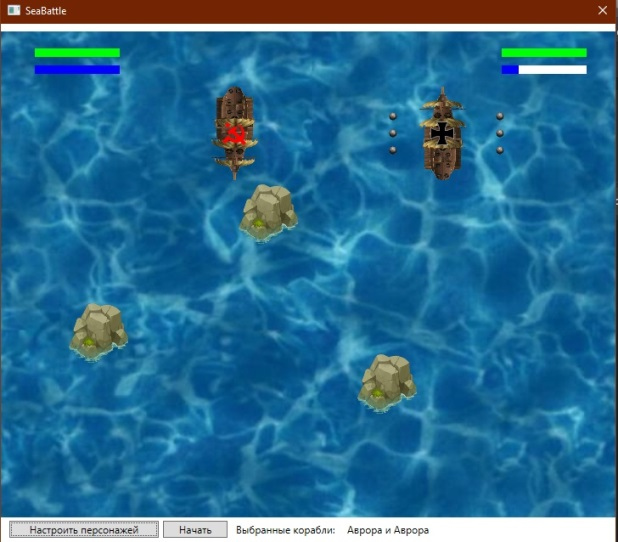 SeaBattle
Настроить персонажей Начать Выбранные корабли: Аврора и Аврора